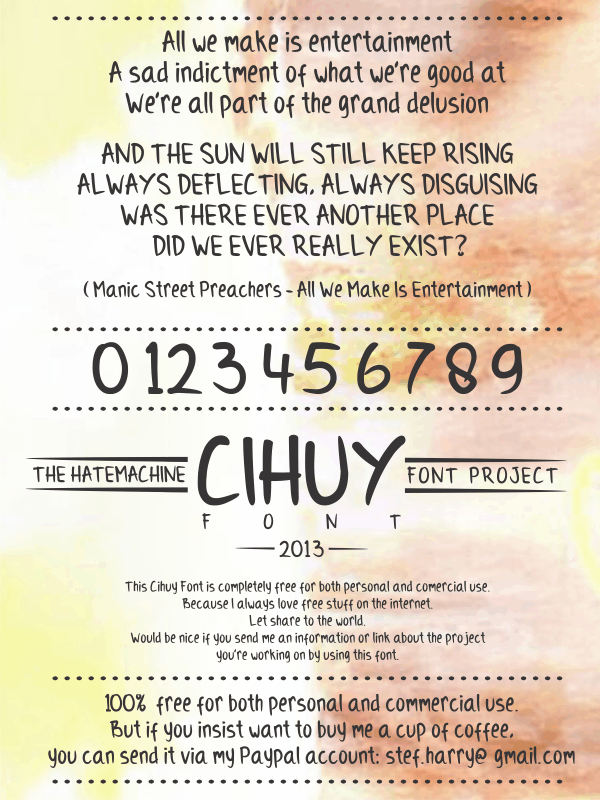 All we make is entertainment
A sad indictment of what we're good at
We're all part of the grand delusion
AND THE SUN WILL STILL KEEP RISING
ALWAYS DEFLECTING, ALWAYS DISGUISING
WAS THERE EVER ANOTHER PLACE
DID WE EVER REALLY EXIST?
( Manic Street Preachers - All We Make Is Entertainment )
0 1 2 3 4 5 6 7 8 9
THE HATEMACHINE CIHUY FONT PROJECT
F O N T
2013
This Cihuy Font is completely free for both personal and comercial use.
Because I always love free stuff on the internet.
Let share to the world.
Would be nice if you send me an information or link about the project
you're working on by using this font.
100% free for both personal and commercial use.
But if you insist want to buy me a cup of coffee,
you can send it via my Paypal account: stef.harry@ gmail.com